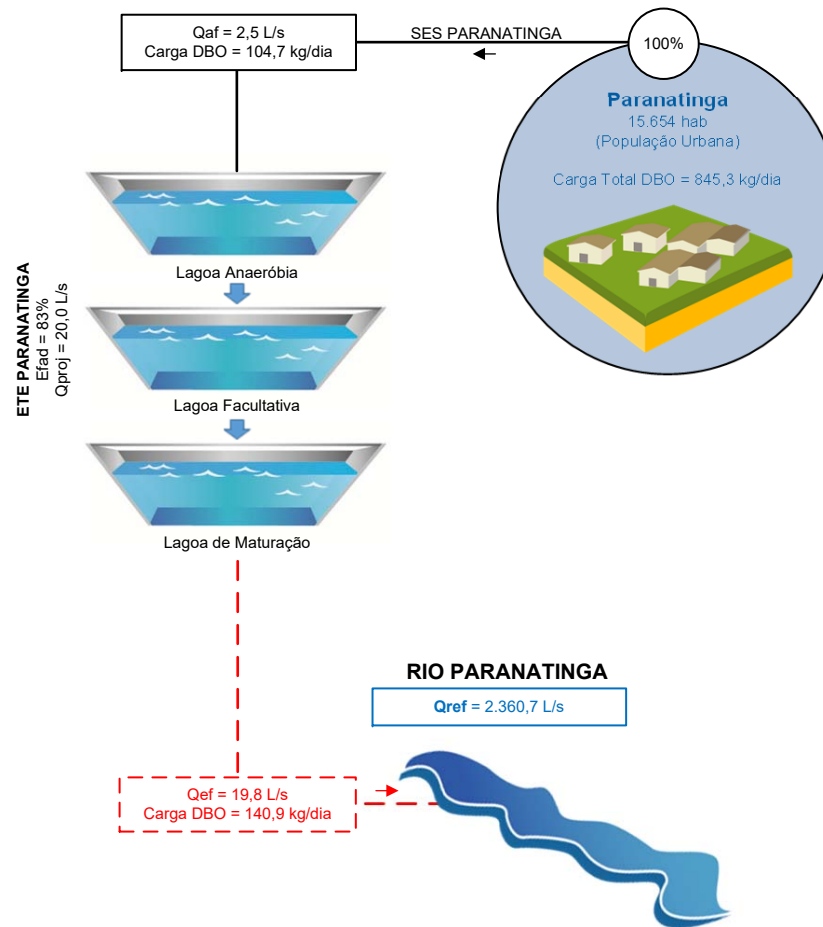 Qaf = 2,5 L/s
Carga DBO = 104,7 kg/dia
SES PARANATINGA
100%
Paranatinga
15.654 hab
(População Urbana)
Carga Total DBO = 845,3 kg/dia
ETE PARANATINGA
Efad = 83%
Qproj = 20,0 L/s
Lagoa Anaeróbia
Lagoa Facultativa
Lagoa de Maturação
RIO PARANATINGA
Qref = 2.360,7 L/s
Qef = 19,8 L/s
Carga DBO = 140,9 kg/dia